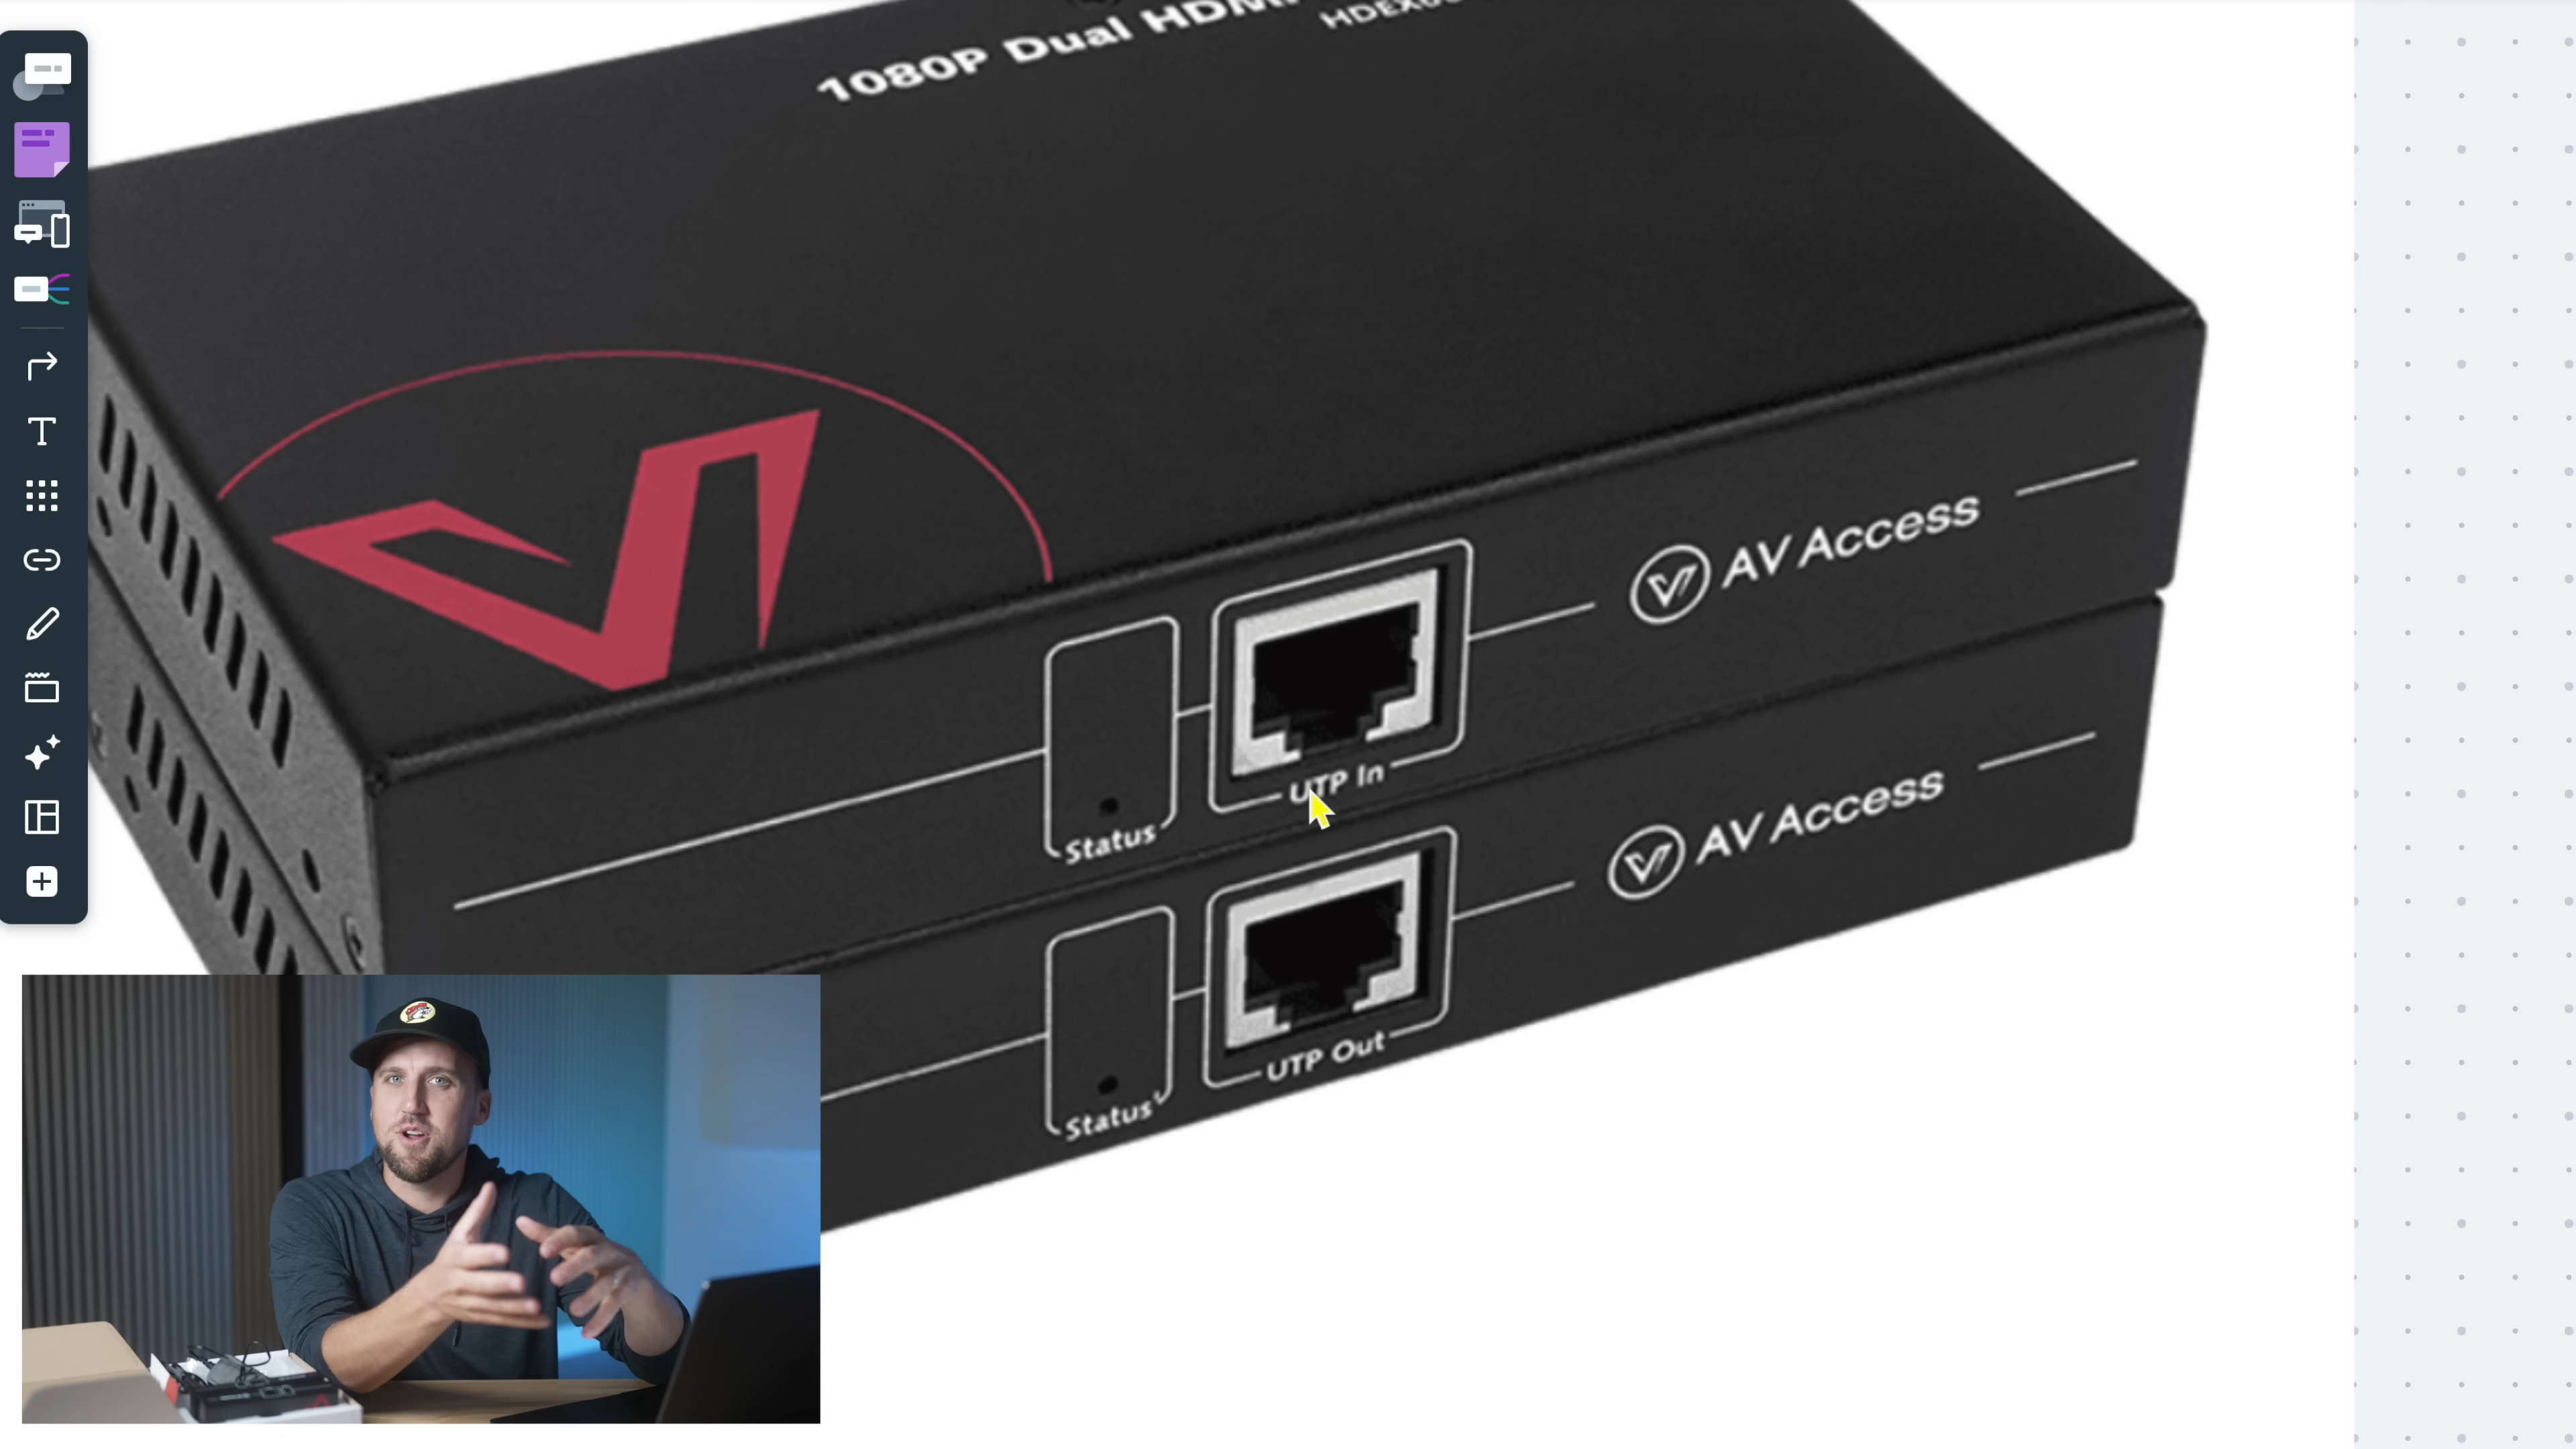 1080P Dual HDMI
AV Access
UTP In
Status
AV Access
UTP Out
Status